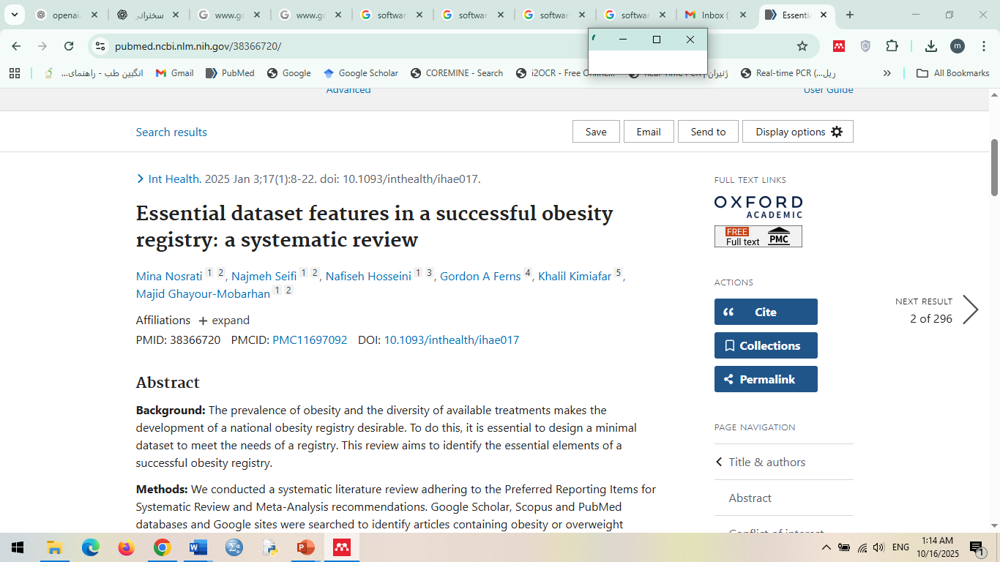 openai.
سخنرانی
www.go
www.go
softwar
softwar
softwar
softwar
Inbox (
Essentia
pubmed.ncbi.nlm.nih.gov/38366720/
m
انگبین طب - راهنمای...
Gmail
PubMed
Google
Google Scholar
COREMINE - Search
i2OCR - Free Online...
ژنیران | Real-Time PCR
Real-time PCR (ریل...
All Bookmarks
Advanced
User Guide
Search results
Save
Email
Send to
Display options
Int Health. 2025 Jan 3;17(1):8-22. doi: 10.1093/inthealth/ihae017.
Essential dataset features in a successful obesity
registry: a systematic review
Mina Nosrati 1 2, Najmeh Seifi 1 2, Nafiseh Hosseini 1 3, Gordon A Ferns 4, Khalil Kimiafar 5,
Majid Ghayour-Mobarhan 1 2
Affiliations + expand
PMID: 38366720 PMCID: PMC11697092 DOI: 10.1093/inthealth/ihae017
Abstract
Background: The prevalence of obesity and the diversity of available treatments makes the
development of a national obesity registry desirable. To do this, it is essential to design a minimal
dataset to meet the needs of a registry. This review aims to identify the essential elements of a
successful obesity registry.
Methods: We conducted a systematic literature review adhering to the Preferred Reporting Items for
Systematic Review and Meta-Analysis recommendations. Google Scholar, Scopus and PubMed
databases and Google sites were searched to identify articles containing obesity or overweight
FULL TEXT LINKS
OXFORD
ACADEMIC
FREE
Full text PMC
ACTIONS
Cite
Collections
Permalink
PAGE NAVIGATION
Title & authors
Abstract
Conflict of interest
NEXT RESULT
2 of 296
ENG
1:14 AM
10/16/2025
1